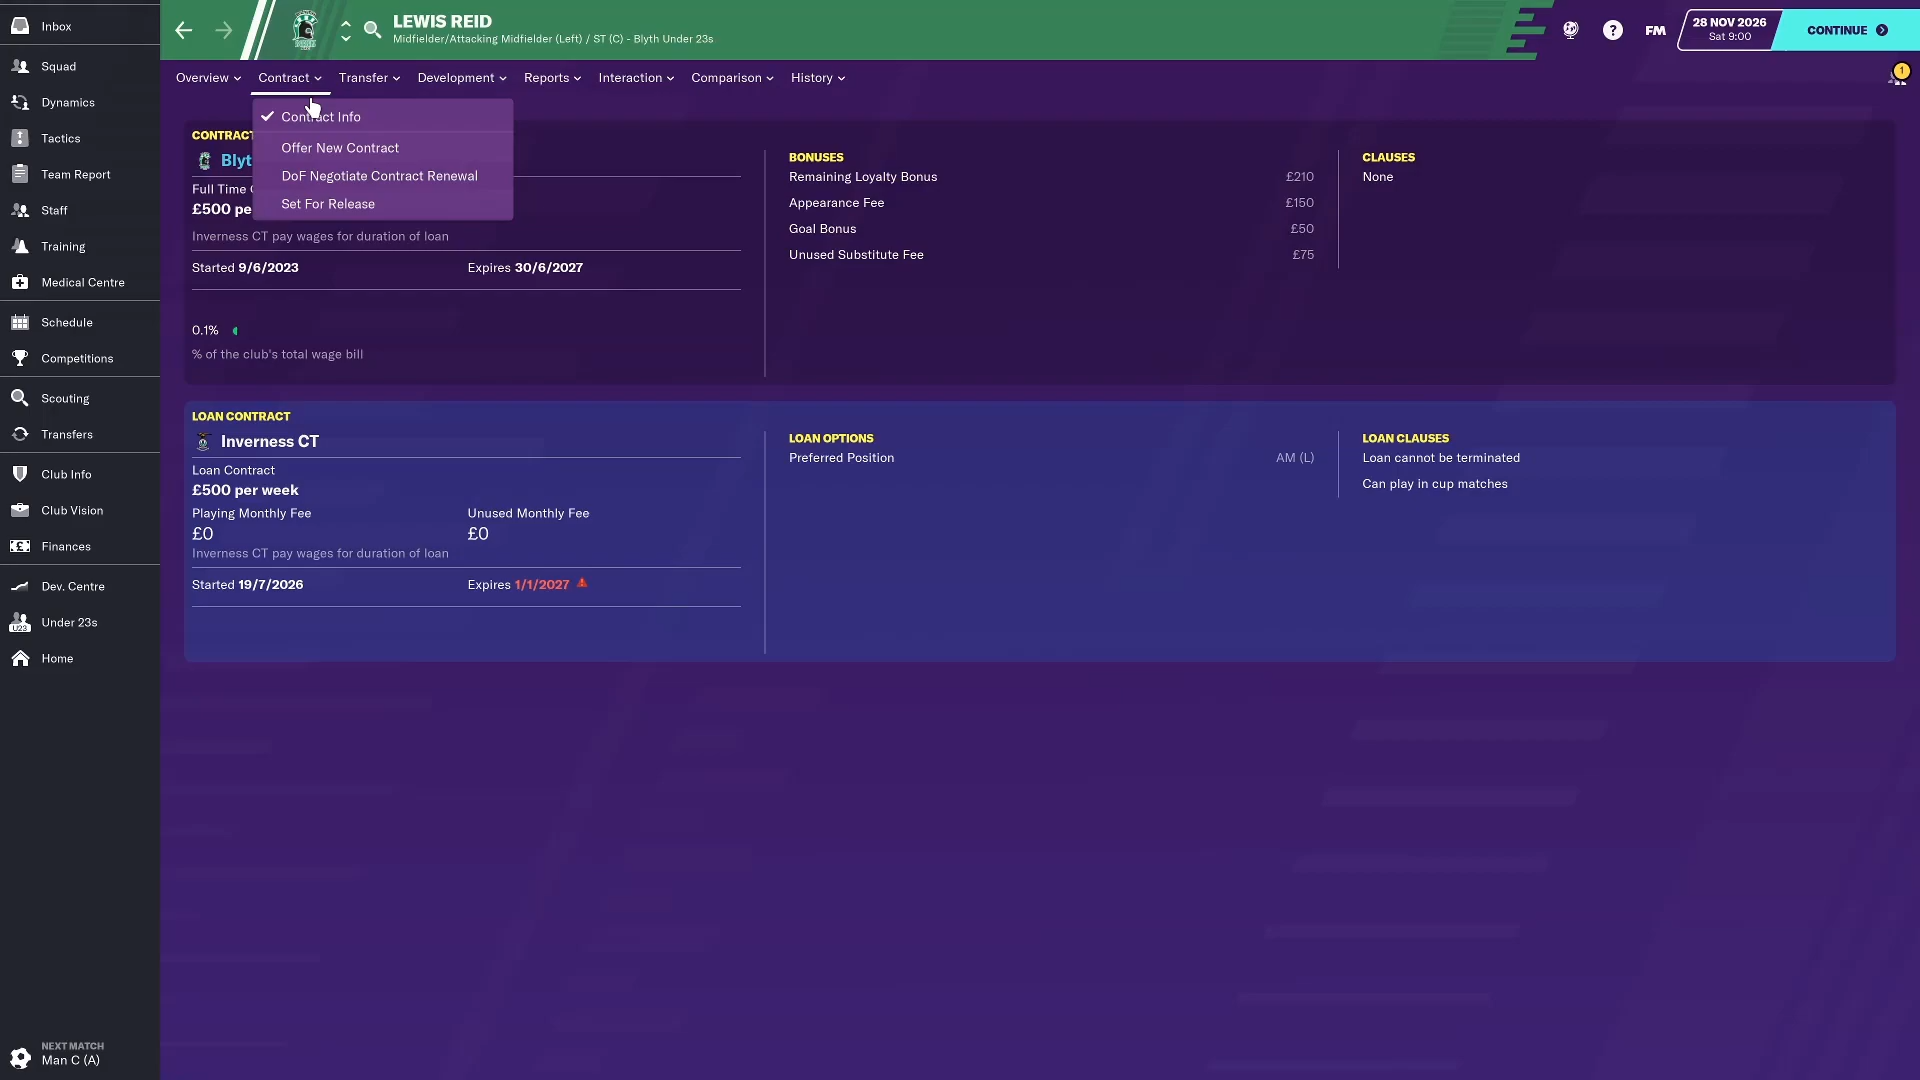 Inbox
Squad
Dynamics
Tactics
Team Report
Staff
Training
Medical Centre
Schedule
Competitions
Scouting
Transfers
Club Info
Club Vision
Finances
Dev. Centre
U23
Under 23s
Home
NEXT MATCH
Man C (A)
LEWIS REID
Midfielder/Attacking Midfielder (Left) / ST (C) - Blyth Under 23s
?
FM
28 NOV 2026
Sat 9:00
CONTINUE
1
Overview
Contract
Transfer
Development
Reports
Interaction
Comparison
History
Contract Info
Offer New Contract
DoF Negotiate Contract Renewal
Set For Release
CONTRACT
Blyt
Full Time
£500 pe
Inverness CT pay wages for duration of loan
Started 9/6/2023
Expires 30/6/2027
0.1%
% of the club's total wage bill
BONUSES
Remaining Loyalty Bonus £210
Appearance Fee £150
Goal Bonus £50
Unused Substitute Fee £75
CLAUSES
None
LOAN CONTRACT
Inverness CT
Loan Contract
£500 per week
Playing Monthly Fee
£0
Unused Monthly Fee
£0
Inverness CT pay wages for duration of loan
Started 19/7/2026
Expires 1/1/2027
LOAN OPTIONS
Preferred Position AM (L)
LOAN CLAUSES
Loan cannot be terminated
Can play in cup matches